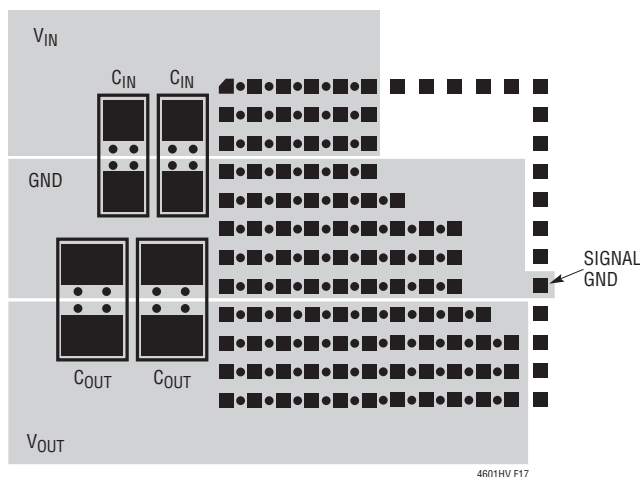 VIN
CIN CIN
GND
SIGNAL
GND
COUT COUT
VOUT
4601HV F17